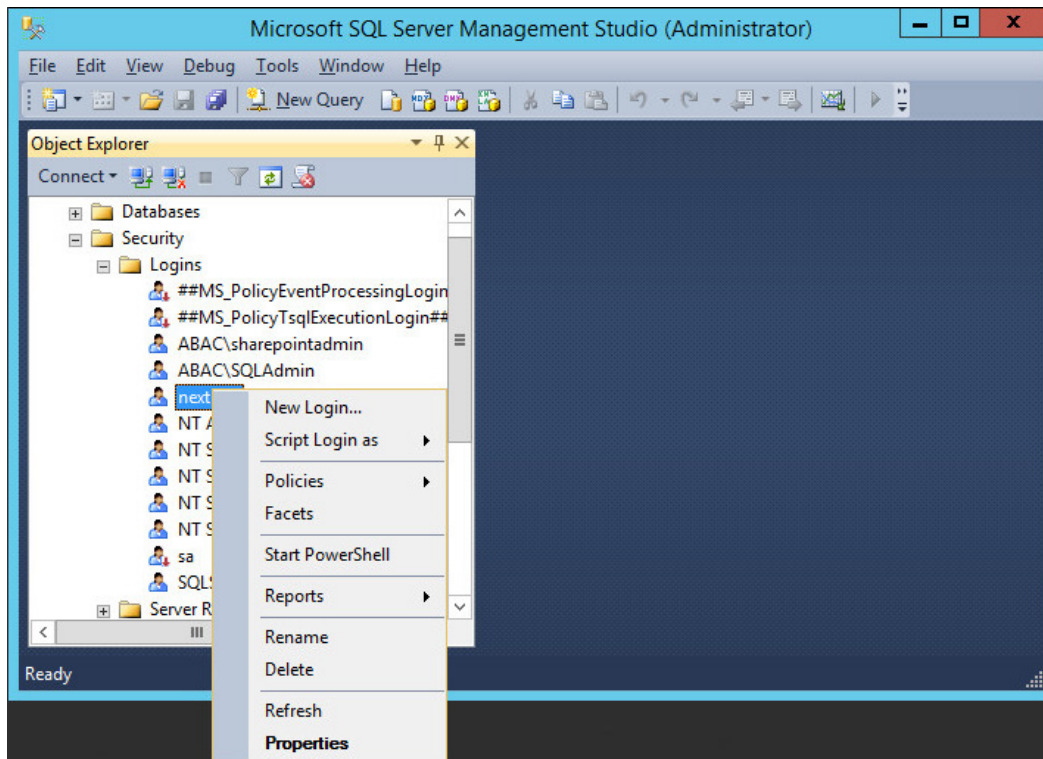 Microsoft SQL Server Management Studio (Administrator)
File Edit View Debug Tools Window Help
New Query
Object Explorer
Connect
Databases
Security
Logins
##MS_PolicyEventProcessingLogin
##MS_PolicyTsqlExecutionLogin##
ABAC\sharepointadmin
ABAC\SQLAdmin
next
NT
NT S
NT S
NT S
NT S
sa
SQLS
Server R
New Login...
Script Login as
Policies
Facets
Start PowerShell
Reports
Rename
Delete
Refresh
Properties
Ready